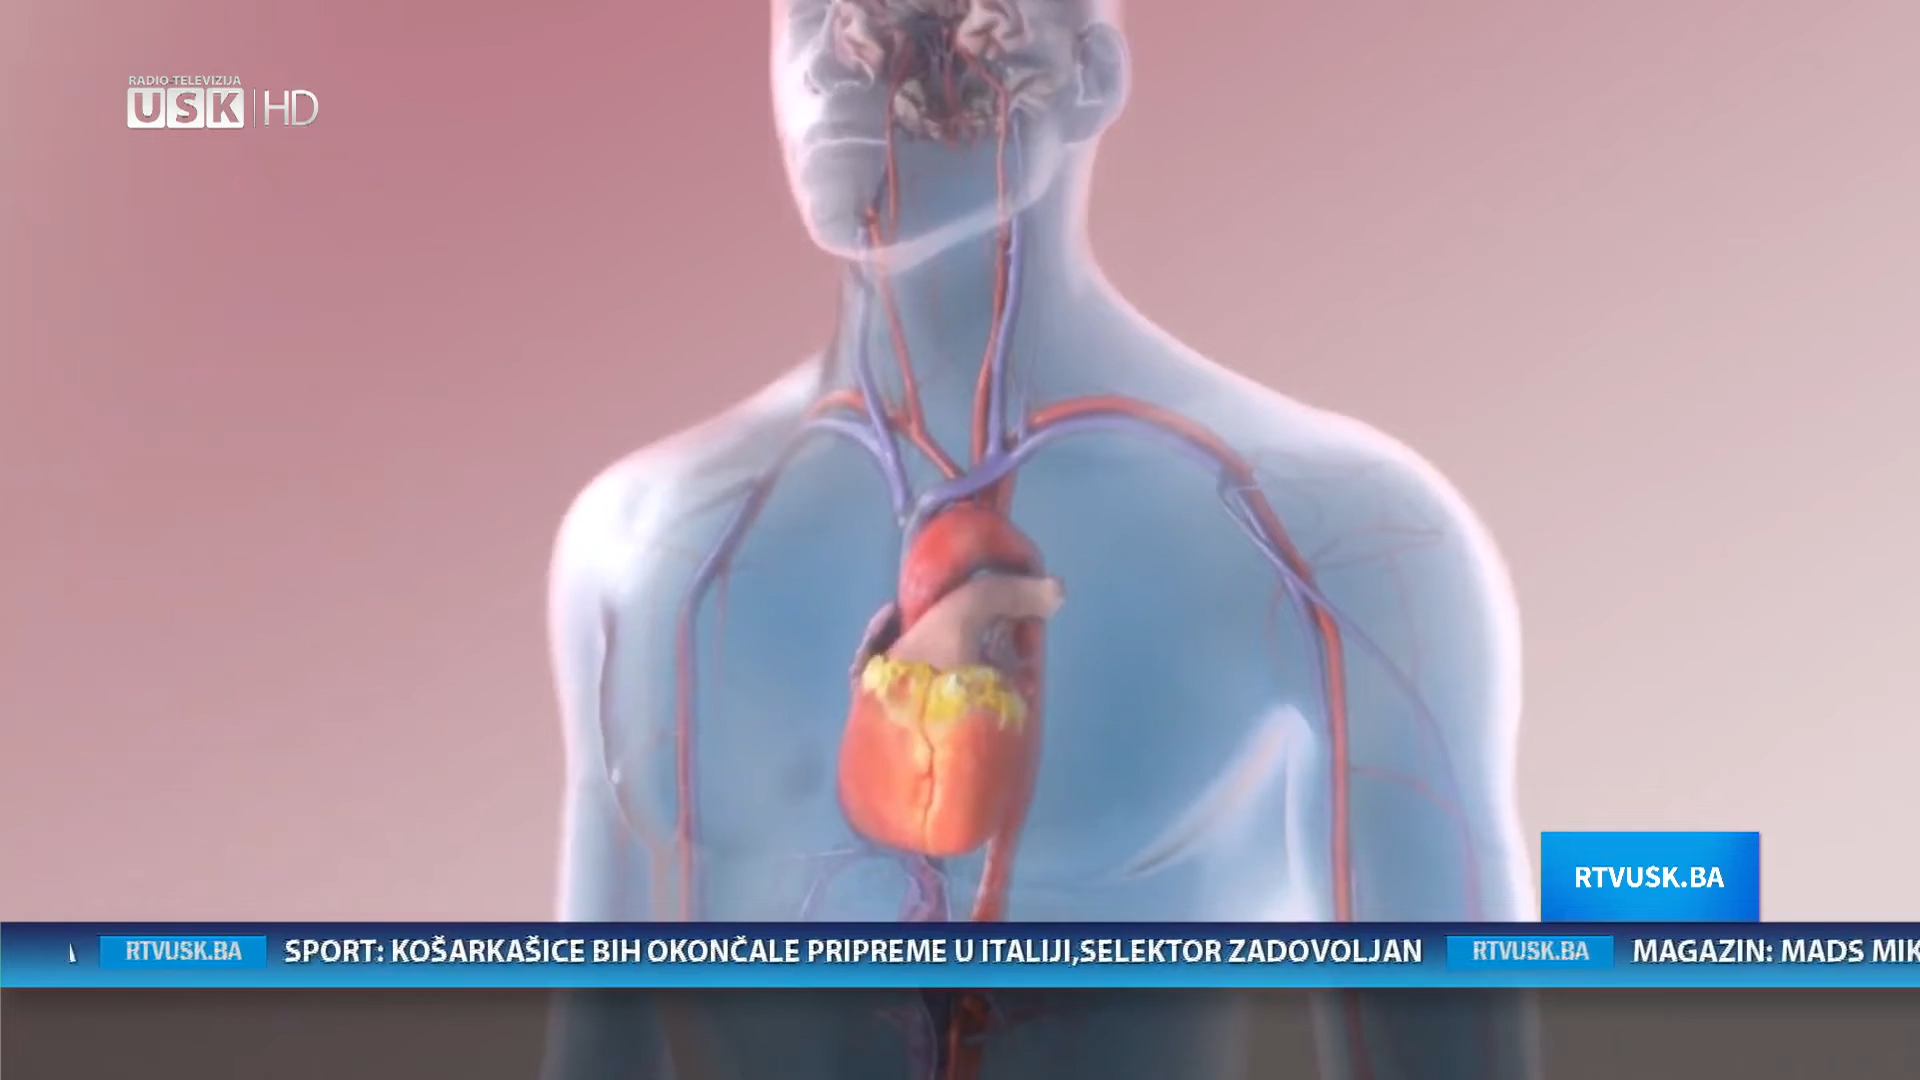 RADIO-TELEVIZIJA
USK HD
RTVUSK.BA
RTVUSK.BA SPORT: KOŠARKAŠICE BIH OKONČALE PRIPREME U ITALIJI,SELEKTOR ZADOVOLJAN RTVUSK.BA MAGAZIN: MADS MIK